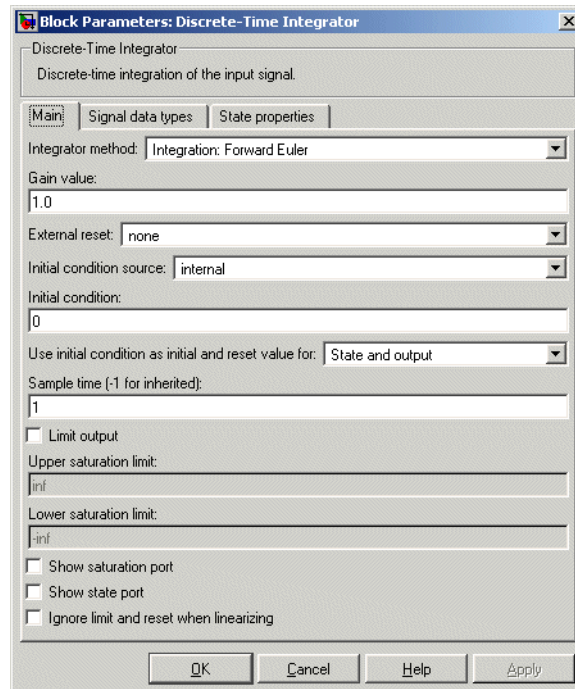 Block Parameters: Discrete-Time Integrator
Discrete-Time Integrator
Discrete-time integration of the input signal.
Main Signal data types State properties
Integrator method: Integration: Forward Euler
Gain value:
1.0
External reset: none
Initial condition source: internal
Initial condition:
0
Use initial condition as initial and reset value for: State and output
Sample time (-1 for inherited):
1
Limit output
Upper saturation limit:
inf
Lower saturation limit:
-inf
Show saturation port
Show state port
Ignore limit and reset when linearizing
OK Cancel Help Apply